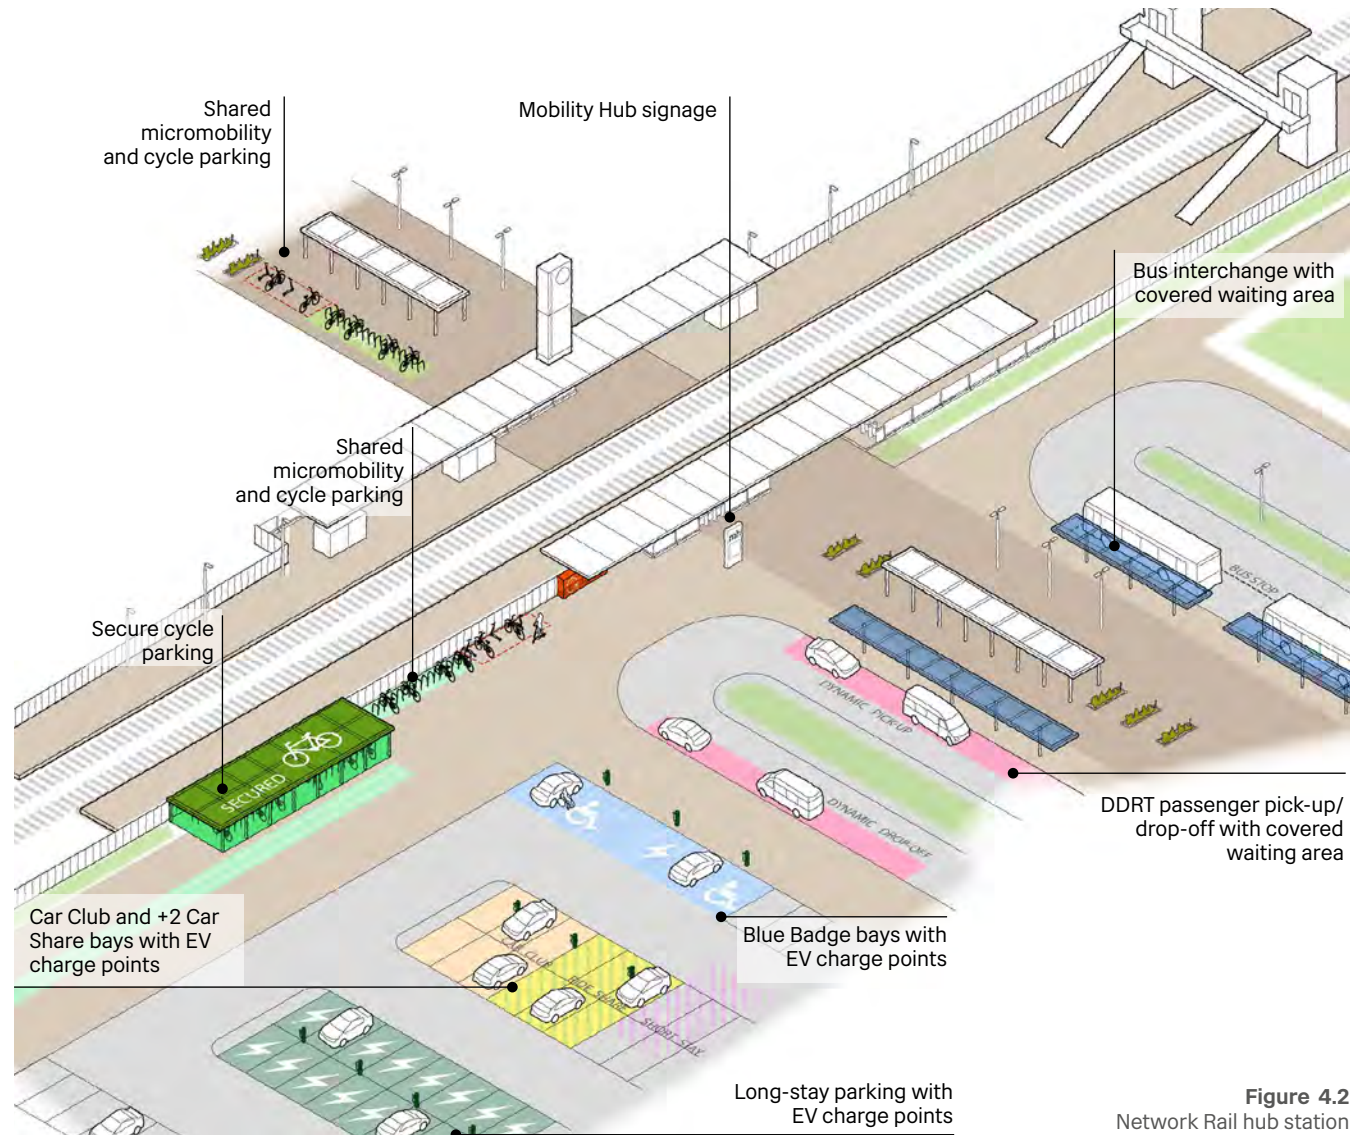 Shared
micromobility
and cycle parking
Mobility Hub signage
Bus interchange with
covered waiting area
Shared
micromobility
and cycle parking
BUS STOP
Secure cycle
parking
SECURED
DYNAMIC PICK-UP
DYNAMIC DROP-OFF
DDRT passenger pick-up/
drop-off with covered
waiting area
Car Club and +2 Car
Share bays with EV
charge points
CAR CLUB
RIDE SHARE
SHORT STAY
Blue Badge bays with
EV charge points
Long-stay parking with
EV charge points
Figure 4.2
Network Rail hub station